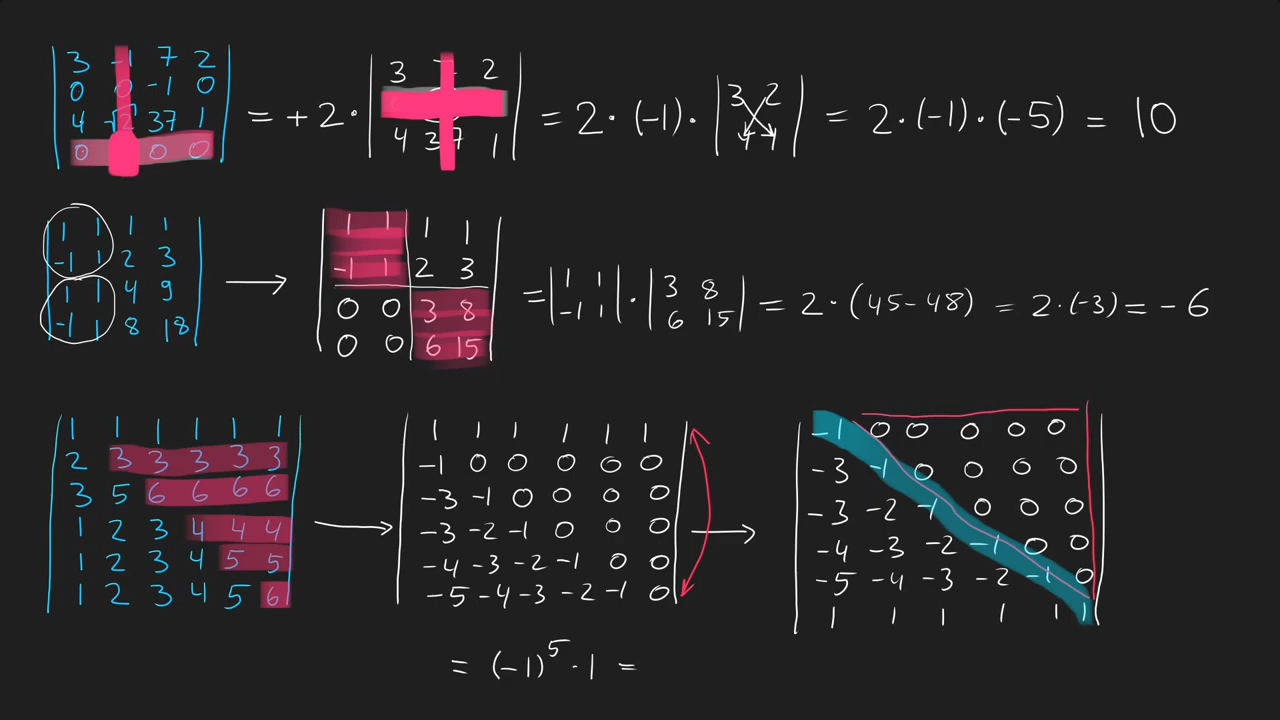 3 -1 7 2
0 0 -1 0
4 37 1
0 0 0
= + 2 ·
3 2
4 37 1
= 2 · (-1) ·
3 2
4 1
= 2 · (-1) · (-5) = 10
1 1 1 1
-1 1 2 3
1 1 4 9
-1 1 8 18
→
1 1 1 1
-1 1 2 3
0 0 3 8
0 0 6 15
=
1 1
-1 1
·
3 8
6 15
= 2 · (45 - 48) = 2 · (-3) = -6
1 1 1 1 1 1
2 3 3 3 3 3
3 5 6 6 6 6
1 2 3 4 4 4
1 2 3 4 5 5
1 2 3 4 5 6
→
1 1 1 1 1 1
-1 0 0 0 0 0
-3 -1 0 0 0 0
-3 -2 -1 0 0 0
-4 -3 -2 -1 0 0
-5 -4 -3 -2 -1 0
→
-1 0 0 0 0 0
-3 -1 0 0 0 0
-3 -2 -1 0 0 0
-4 -3 -2 -1 0 0
-5 -4 -3 -2 -1 0
1 1 1 1 1 1
= (-1)^5 · 1 =